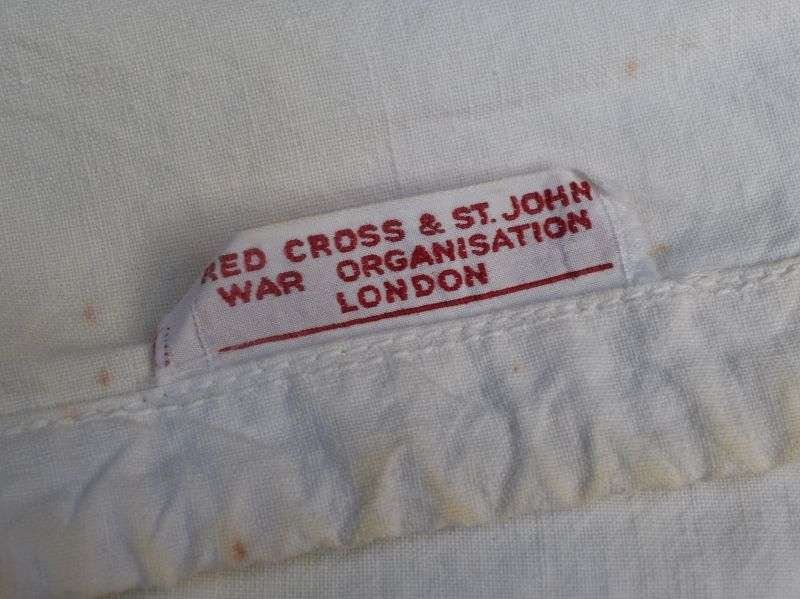 RED CROSS & ST. JOHN
WAR ORGANISATION
LONDON